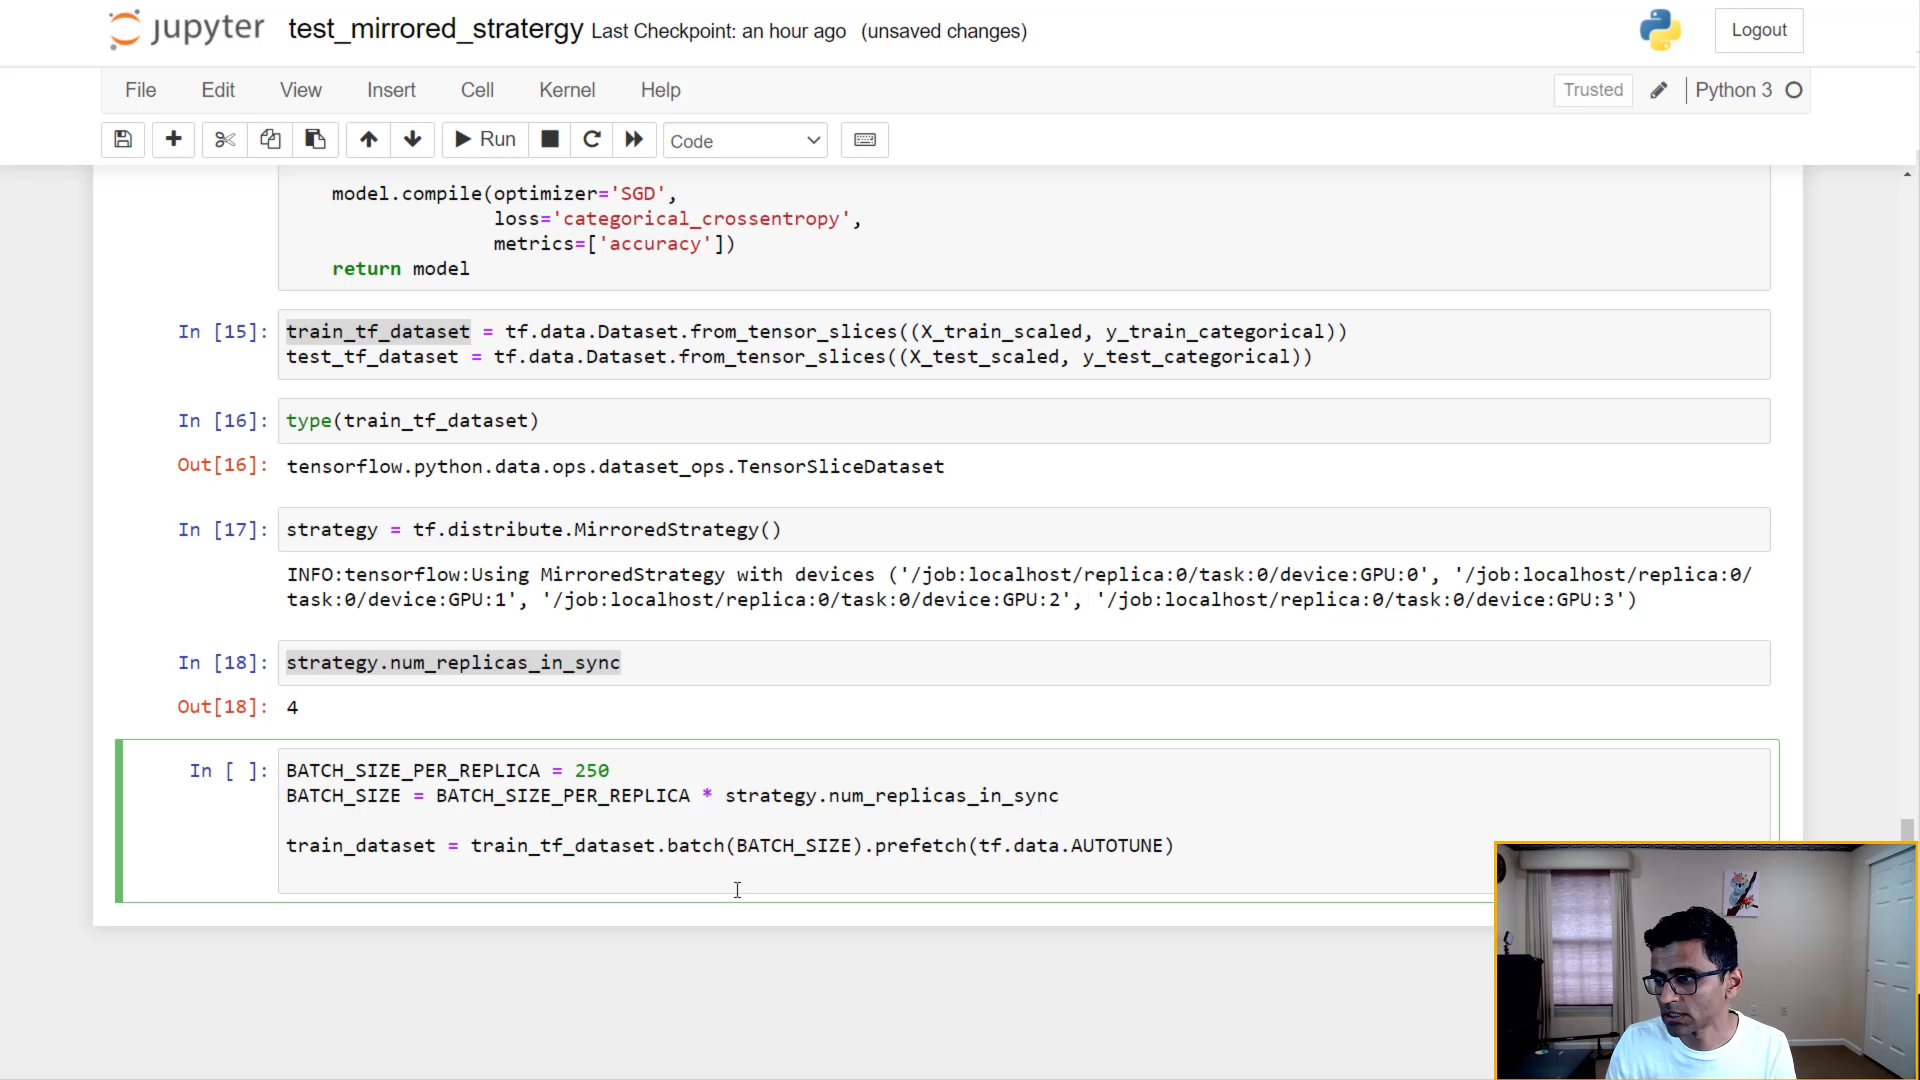 jupyter test_mirrored_stratergy Last Checkpoint: an hour ago (unsaved changes) Logout
File Edit View Insert Cell Kernel Help Trusted Python 3
Run Code
model.compile(optimizer='SGD',
loss='categorical_crossentropy',
metrics=['accuracy'])
return model
In [15]: train_tf_dataset = tf.data.Dataset.from_tensor_slices((X_train_scaled, y_train_categorical))
test_tf_dataset = tf.data.Dataset.from_tensor_slices((X_test_scaled, y_test_categorical))
In [16]: type(train_tf_dataset)
Out[16]: tensorflow.python.data.ops.dataset_ops.TensorSliceDataset
In [17]: strategy = tf.distribute.MirroredStrategy()
INFO:tensorflow:Using MirroredStrategy with devices ('/job:localhost/replica:0/task:0/device:GPU:0', '/job:localhost/replica:0/
task:0/device:GPU:1', '/job:localhost/replica:0/task:0/device:GPU:2', '/job:localhost/replica:0/task:0/device:GPU:3')
In [18]: strategy.num_replicas_in_sync
Out[18]: 4
In [ ]: BATCH_SIZE_PER_REPLICA = 250
BATCH_SIZE = BATCH_SIZE_PER_REPLICA * strategy.num_replicas_in_sync
train_dataset = train_tf_dataset.batch(BATCH_SIZE).prefetch(tf.data.AUTOTUNE)